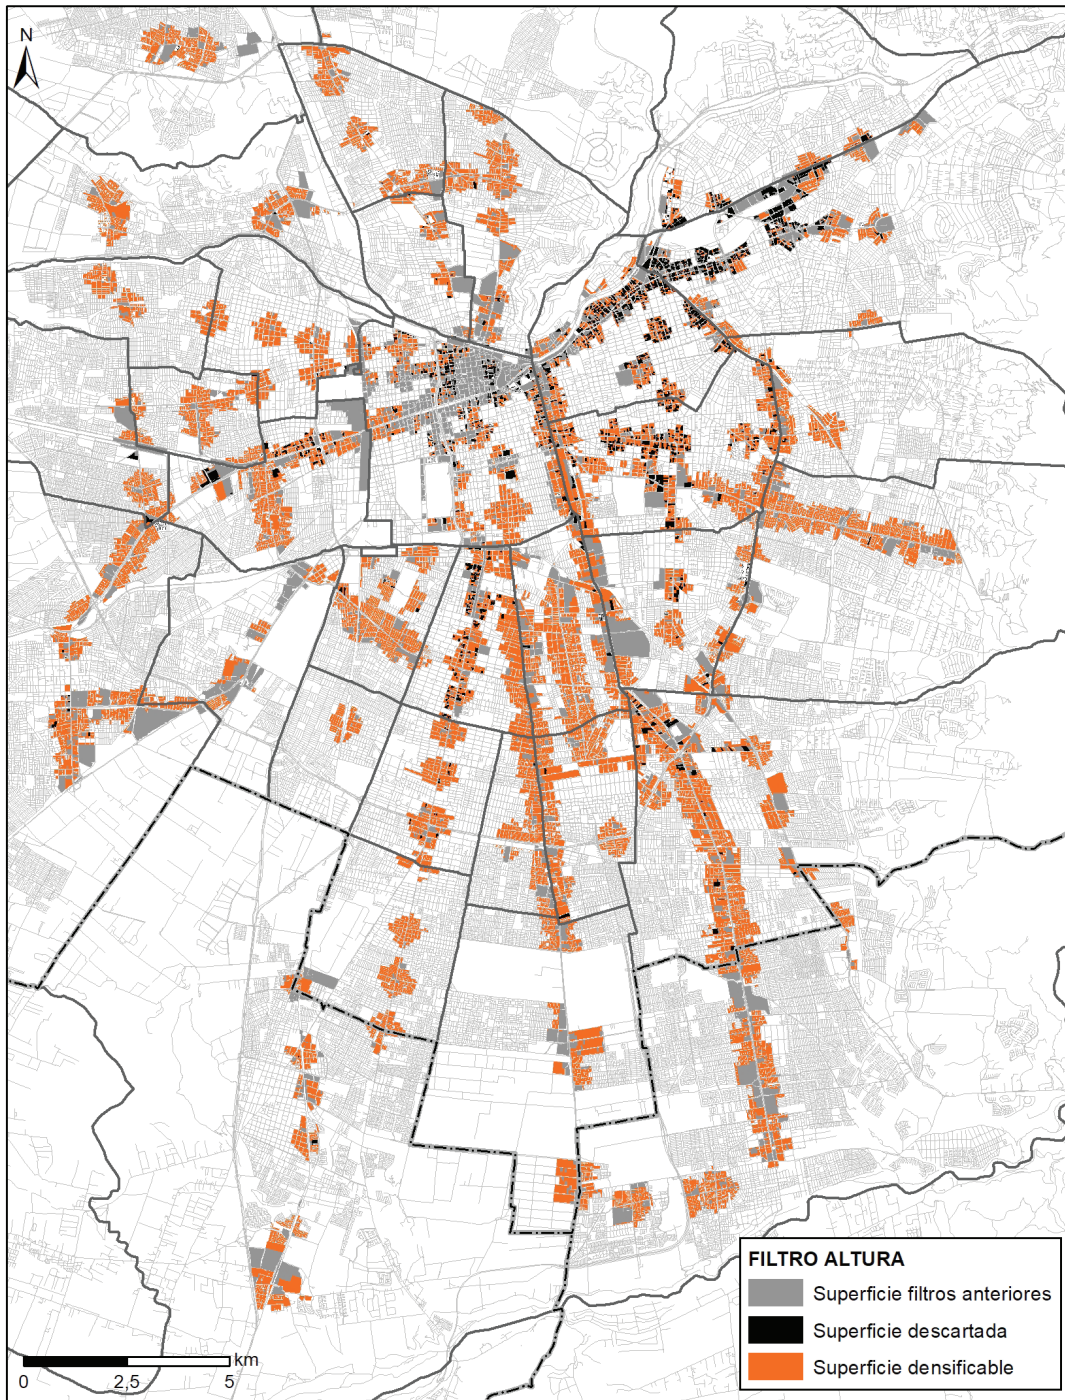 N
FILTRO ALTURA
Superficie filtros anteriores
Superficie descartada
Superficie densificable
km
0 2,5 5